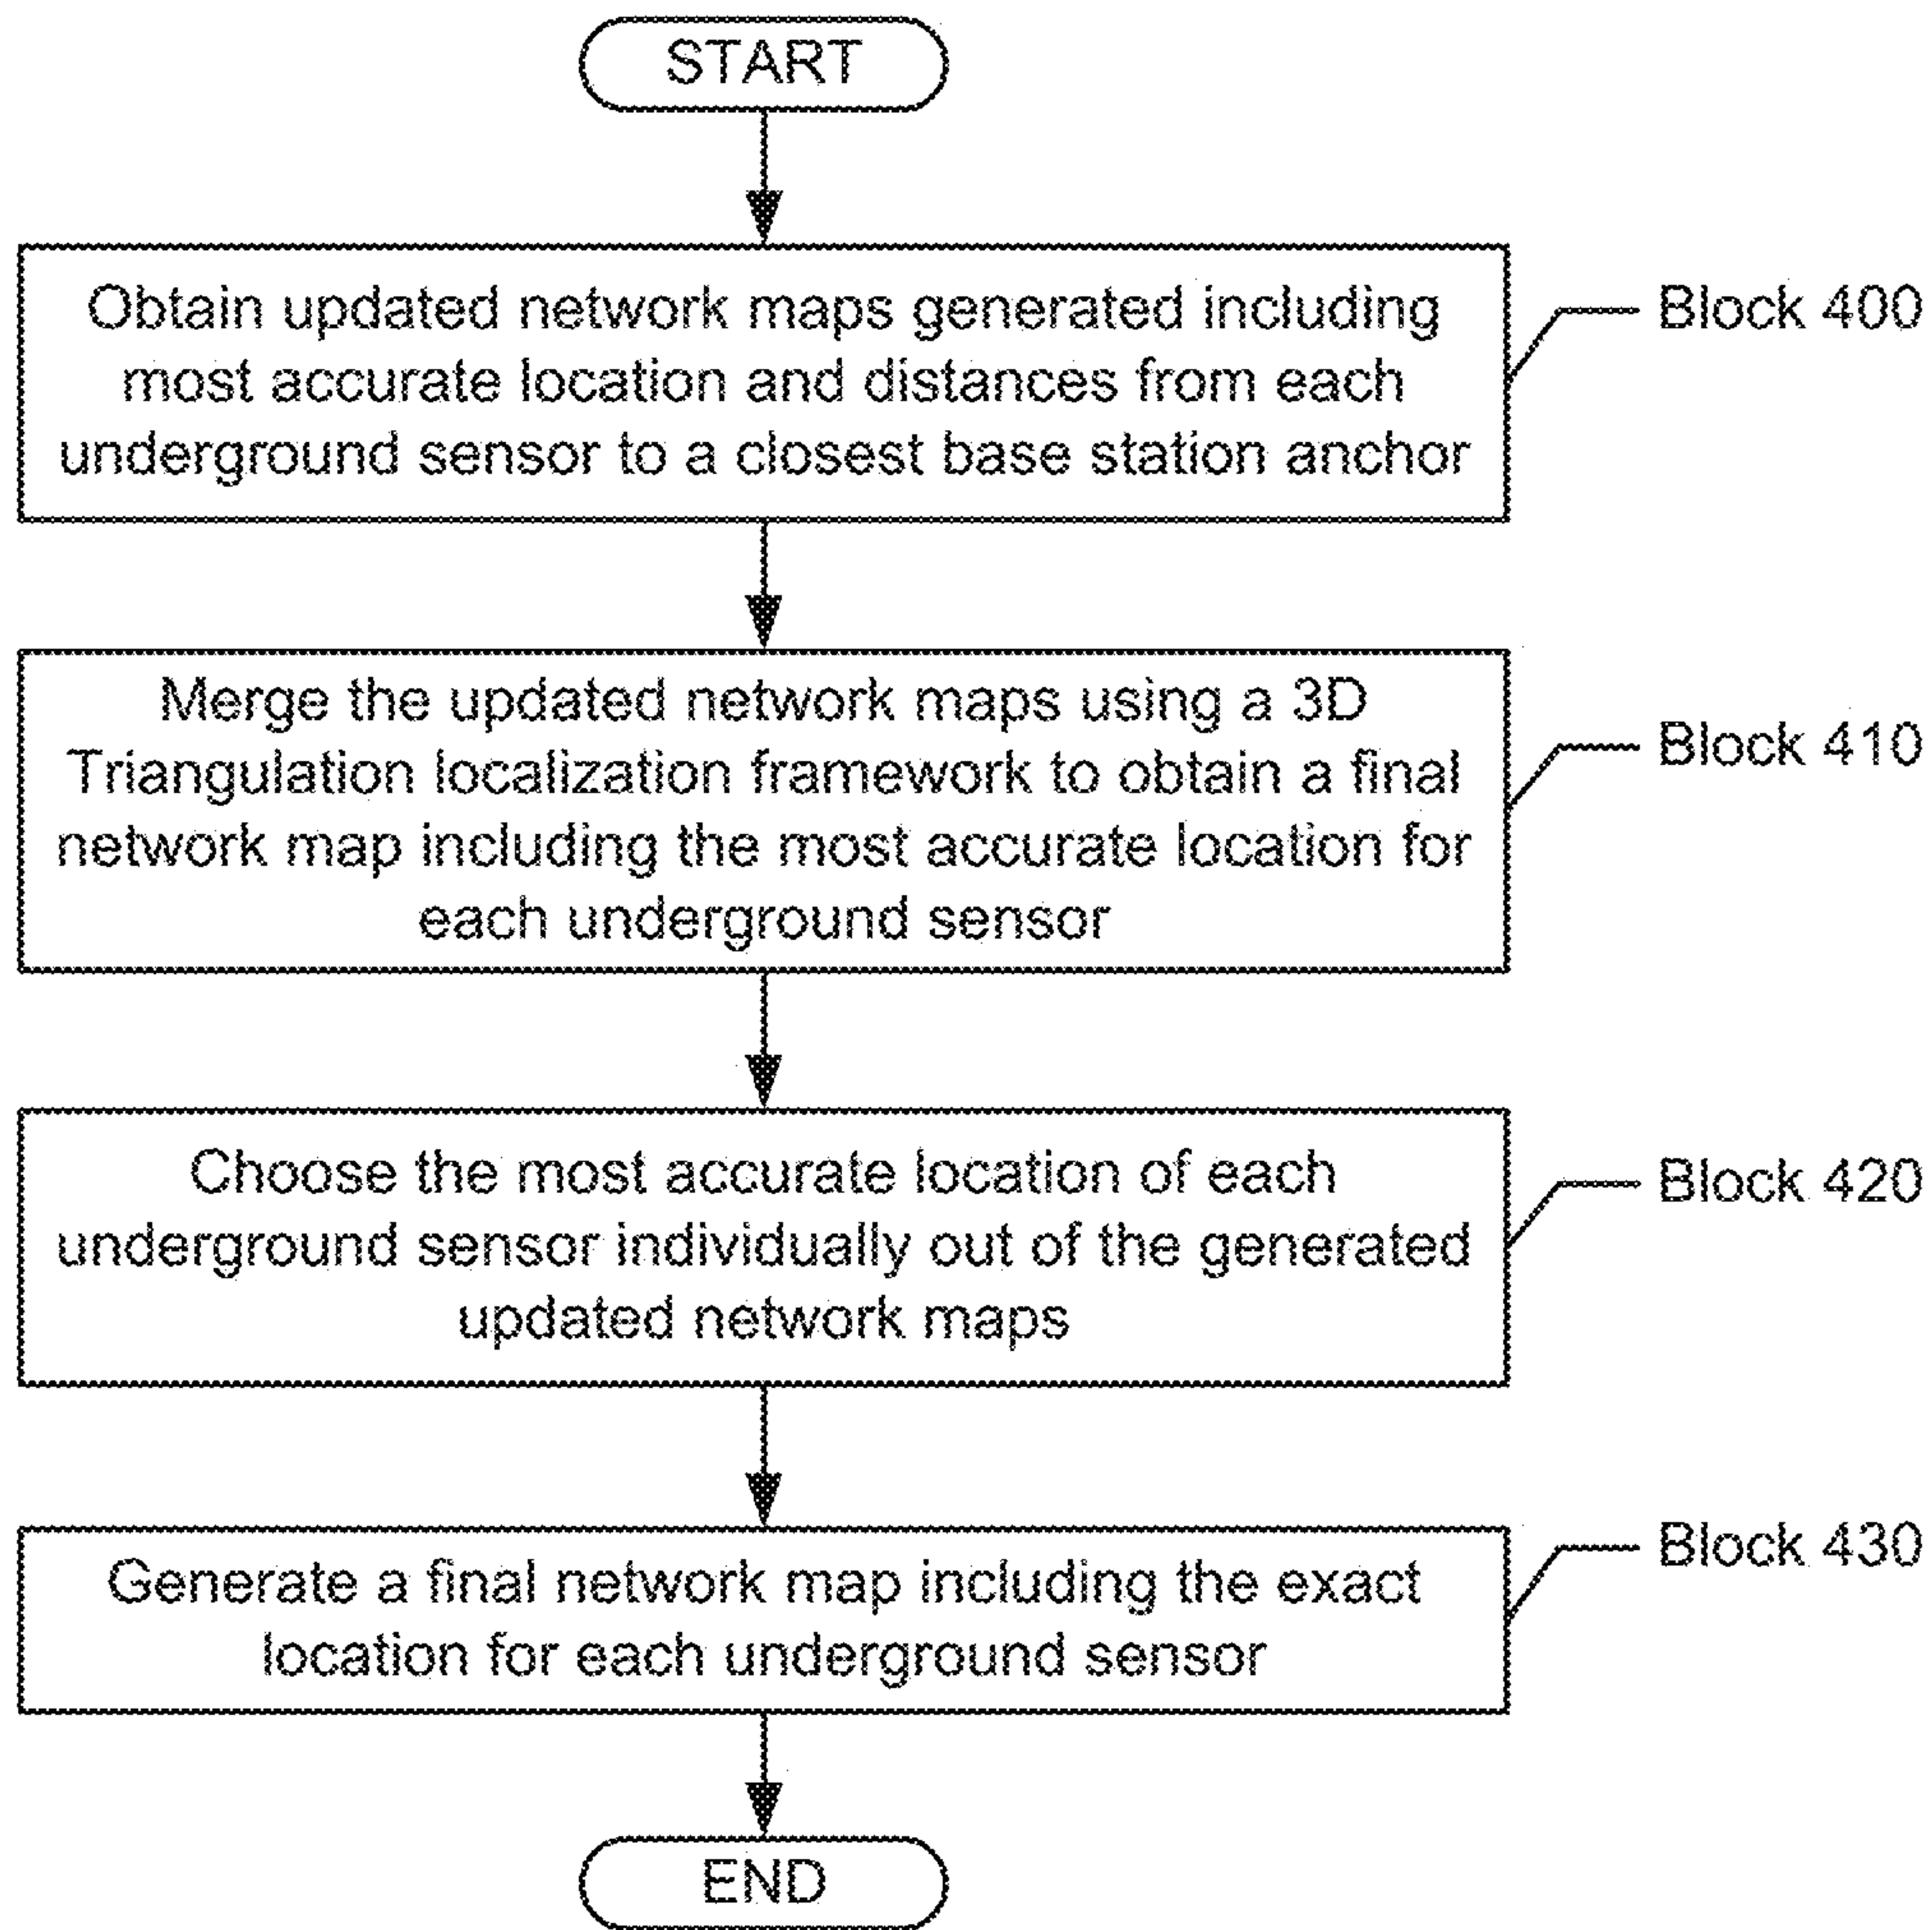 START
Obtain updated network maps generated including
most accurate location and distances from each
underground sensor to a closest base station anchor
Block 400
Merge the updated network maps using a 3D
Triangulation localization framework to obtain a final
network map including the most accurate location for
each underground sensor
Block 410
Choose the most accurate location of each
underground sensor individually out of the generated
updated network maps
Block 420
Generate a final network map including the exact
location for each underground sensor
Block 430
END